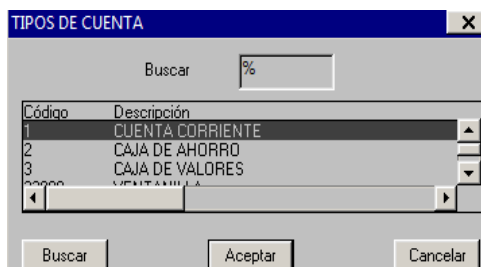 TIPOS DE CUENTA
Buscar %
Código Descripción
1 CUENTA CORRIENTE
2 CAJA DE AHORRO
3 CAJA DE VALORES
VENTANILLA
Buscar Aceptar Cancelar